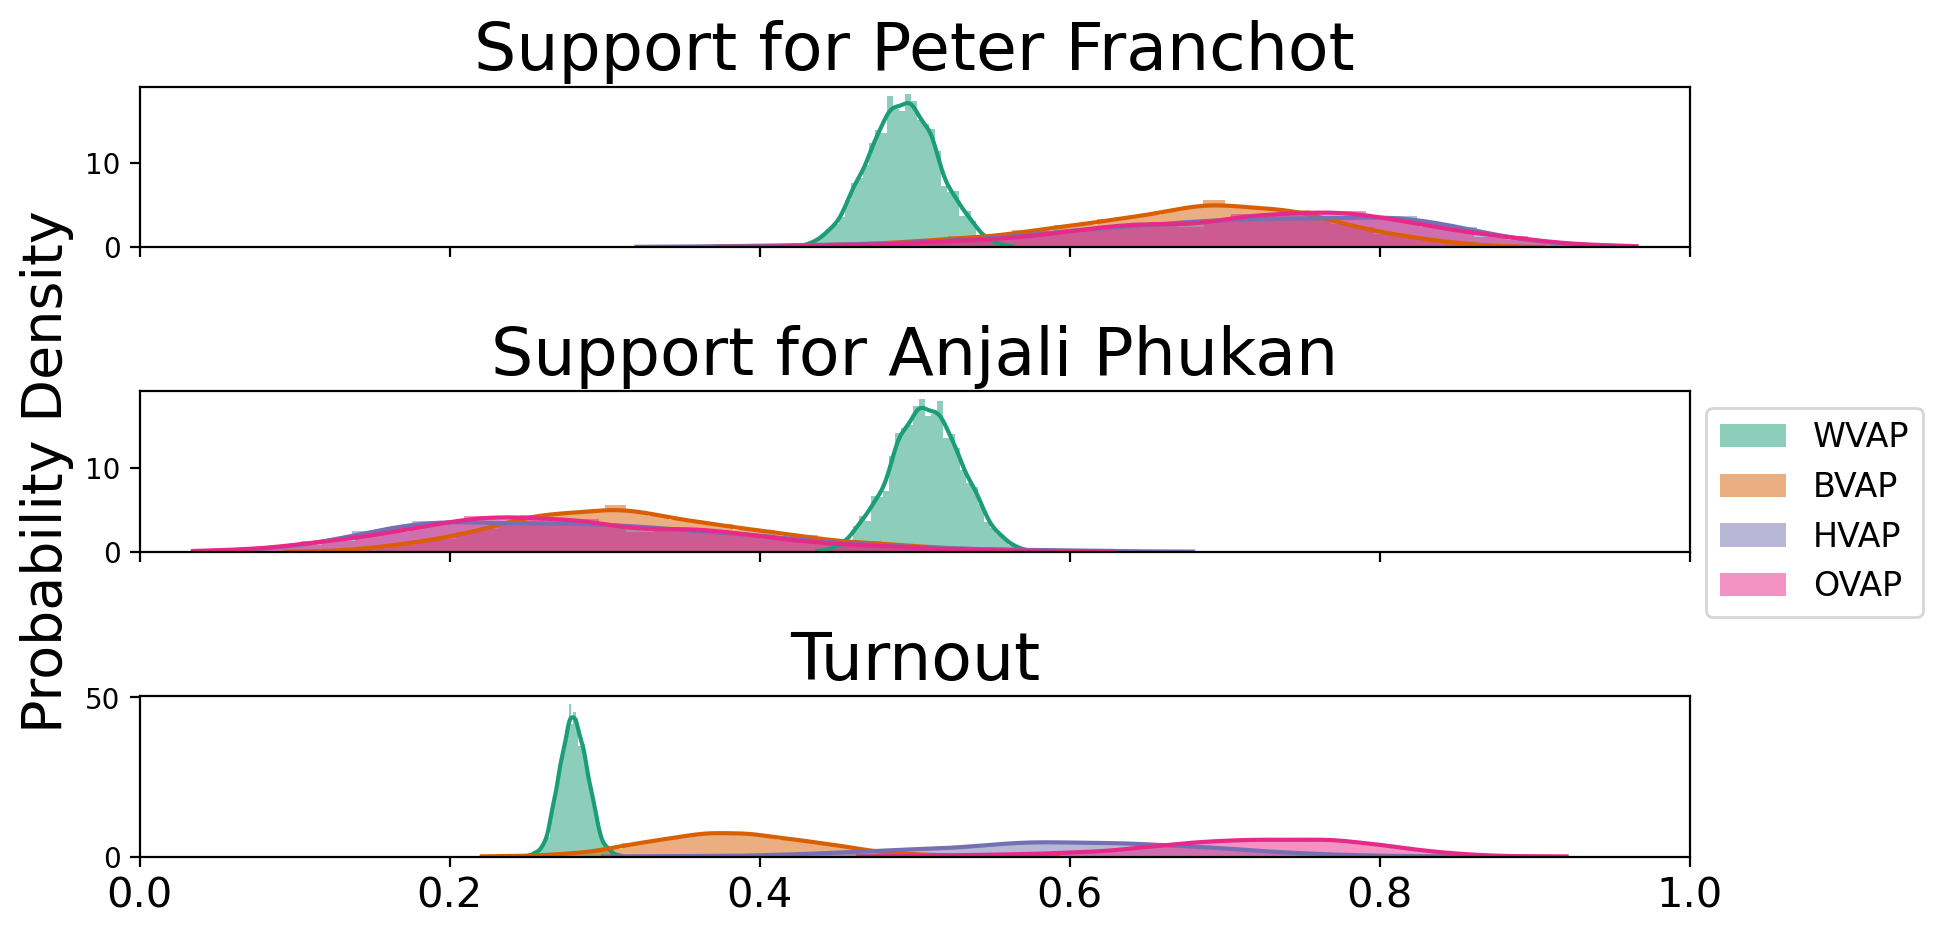 Support for Peter Franchot
10
0
Support for Anjali Phukan
10
0
Probability Density
WVAP
BVAP
HVAP
OVAP
Turnout
50
0
0.0 0.2 0.4 0.6 0.8 1.0